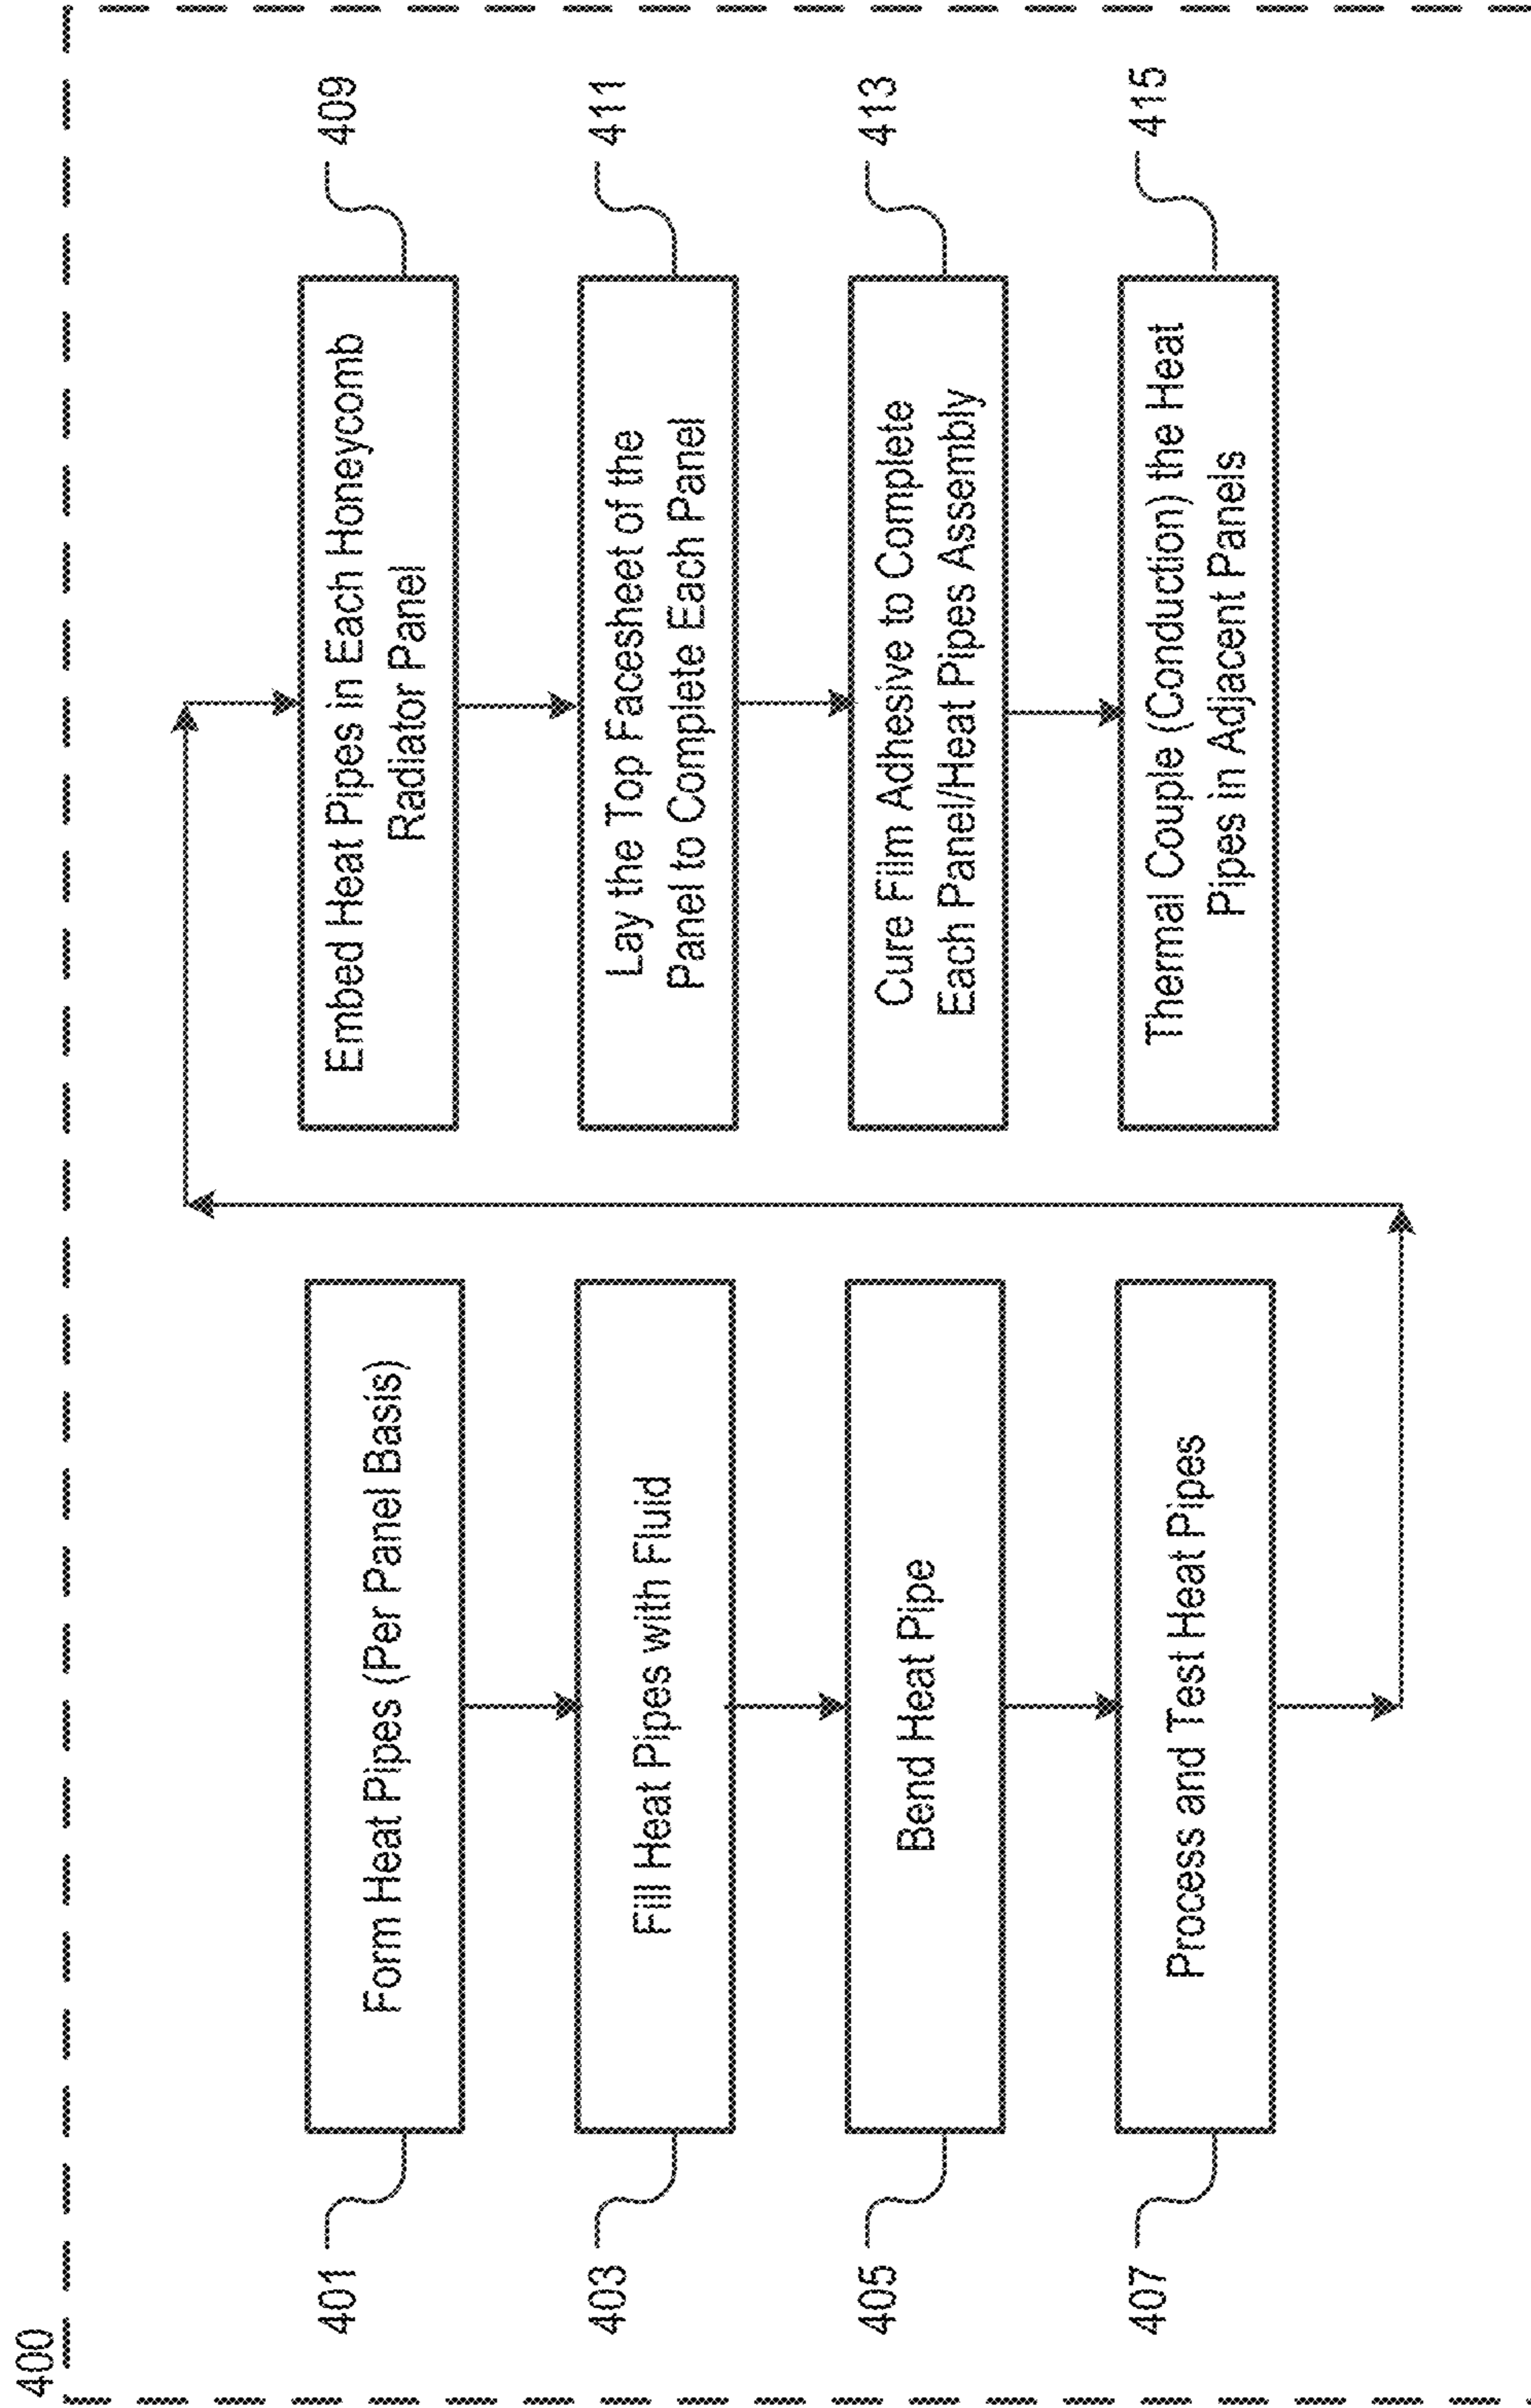 400
401
Form Heat Pipes (Per Panel Basis)
403
Fill Heat Pipes with Fluid
405
Bend Heat Pipe
407
Process and Test Heat Pipes
409
Embed Heat Pipes in Each Honeycomb
Radiator Panel
411
Lay the Top Facesheet of the
Panel to Complete Each Panel
413
Cure Film Adhesive to Complete
Each Panel/Heat Pipes Assembly
415
Thermal Couple (Conduction) the Heat
Pipes in Adjacent Panels